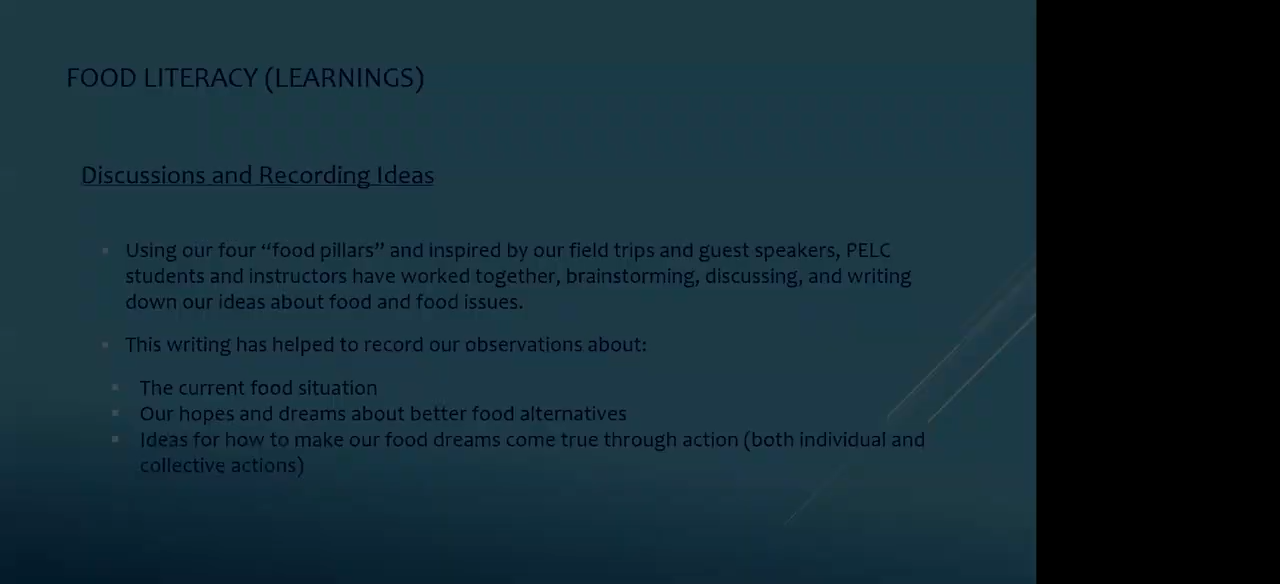 FOOD LITERACY (LEARNINGS)
Discussions and Recording Ideas
Using our four “food pillars” and inspired by our field trips and guest speakers, PELC
students and instructors have worked together, brainstorming, discussing, and writing
down our ideas about food and food issues.
This writing has helped to record our observations about:
The current food situation
Our hopes and dreams about better food alternatives
Ideas for how to make our food dreams come true through action (both individual and
collective actions)